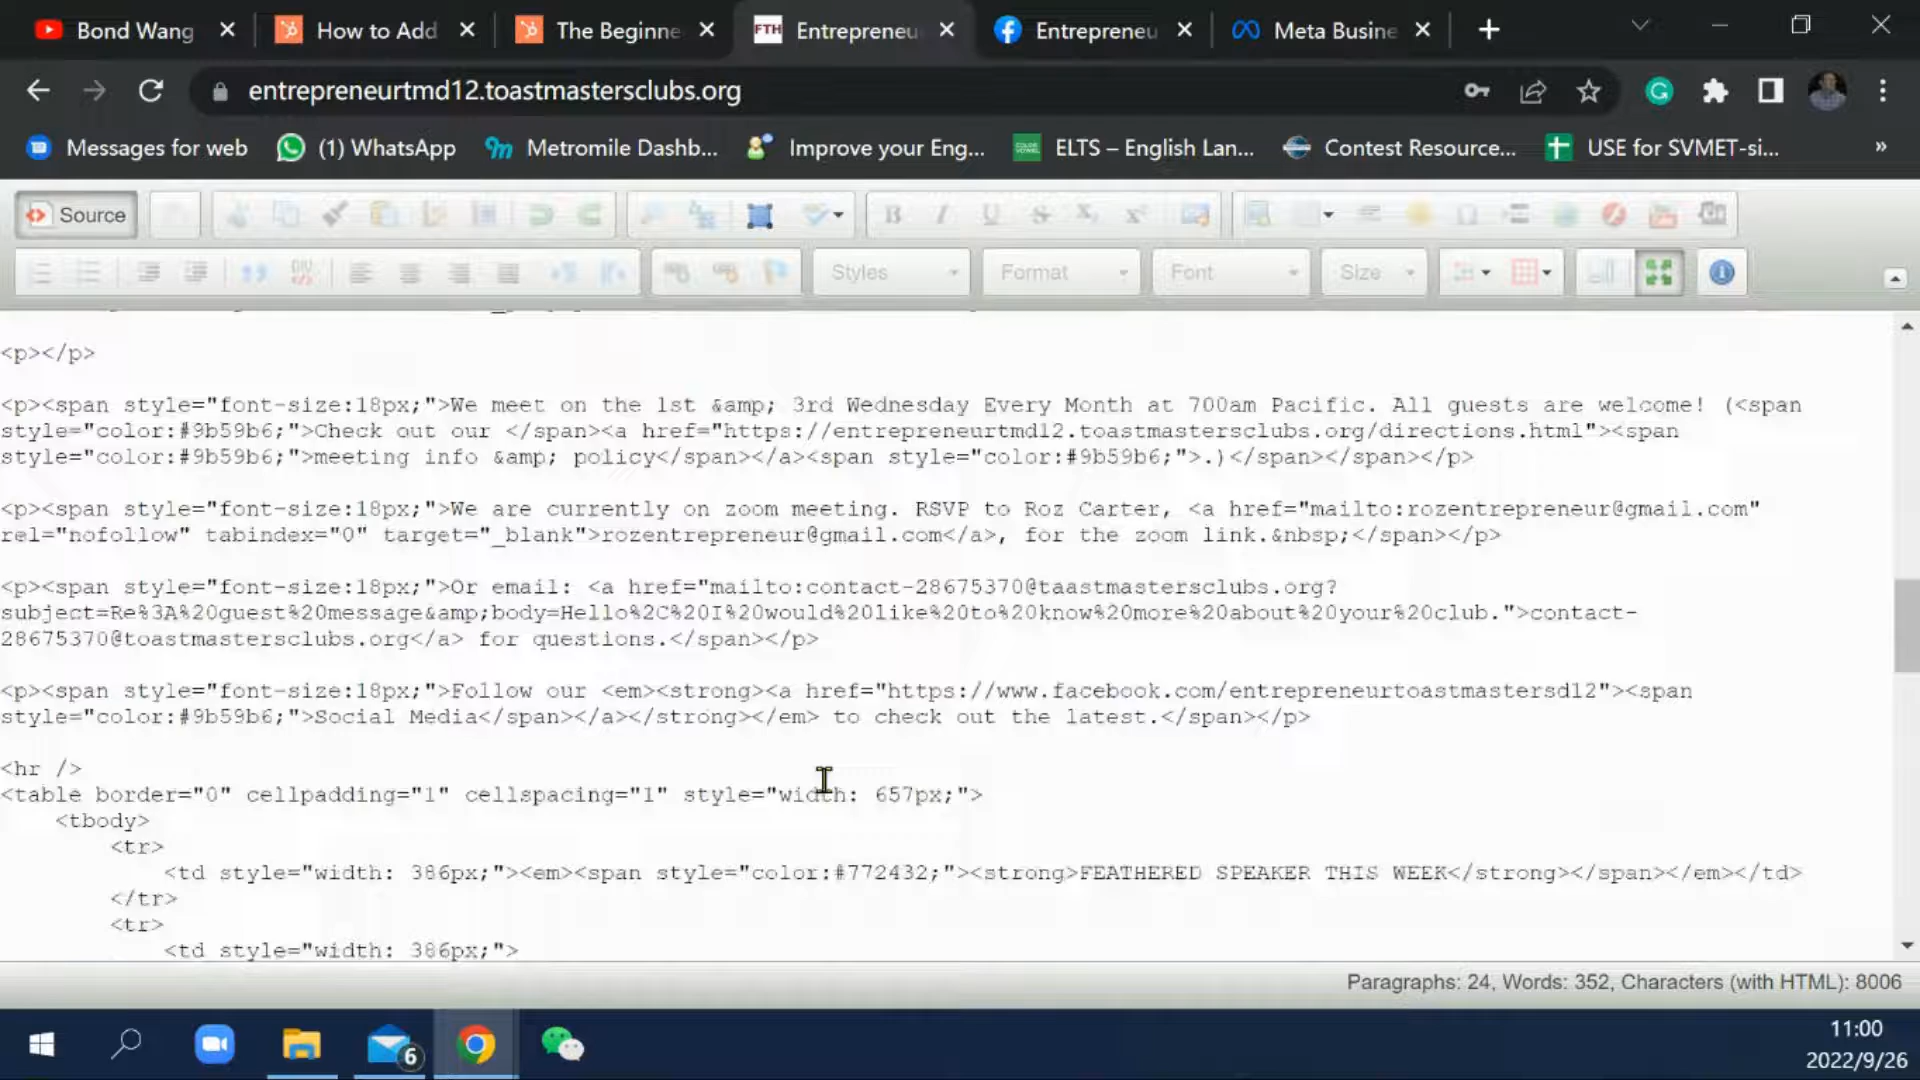 Bond Wang
How to Add
The Beginne
FTH
Entrepreneu
Entrepreneu
Meta Busine
entrepreneurtmd12.toastmastersclubs.org
Messages for web
(1) WhatsApp
Metromile Dashb...
Improve your Eng...
ELTS – English Lan...
Contest Resource...
USE for SVMET-si...
»
Source
B I U S
Styles
Format
Font
Size
<p></p>
<p><span style="font-size:18px;">We meet on the 1st &amp; 3rd Wednesday Every Month at 700am Pacific. All guests are welcome! (<span
style="color:#9b59b6;">Check out our </span><a href="https://entrepreneurtmd12.toastmastersclubs.org/directions.html"><span
style="color:#9b59b6;">meeting info &amp; policy</span></a><span style="color:#9b59b6;">.)</span></span></p>
<p><span style="font-size:18px;">We are currently on zoom meeting. RSVP to Roz Carter, <a href="mailto:rozentrepreneur@gmail.com"
rel="nofollow" tabindex="0" target="_blank">rozentrepreneur@gmail.com</a>, for the zoom link.&nbsp;</span></p>
<p><span style="font-size:18px;">Or email: <a href="mailto:contact-28675370@taastmastersclubs.org?
subject=Re%3A%20guest%20message&amp;body=Hello%2C%20I%20would%20like%20to%20know%20more%20about%20your%20club.">contact-
28675370@toastmastersclubs.org</a> for questions.</span></p>
<p><span style="font-size:18px;">Follow our <em><strong><a href="https://www.facebook.com/entrepreneurtoastmastersd12"><span
style="color:#9b59b6;">Social Media</span></a></strong></em> to check out the latest.</span></p>
<hr />
<table border="0" cellpadding="1" cellspacing="1" style="width: 657px;">
<tbody>
<tr>
<td style="width: 386px;"><em><span style="color:#772432;"><strong>FEATHERED SPEAKER THIS WEEK</strong></span></em></td>
</tr>
<tr>
<td style="width: 386px;">
Paragraphs: 24, Words: 352, Characters (with HTML): 8006
6
11:00
2022/9/26